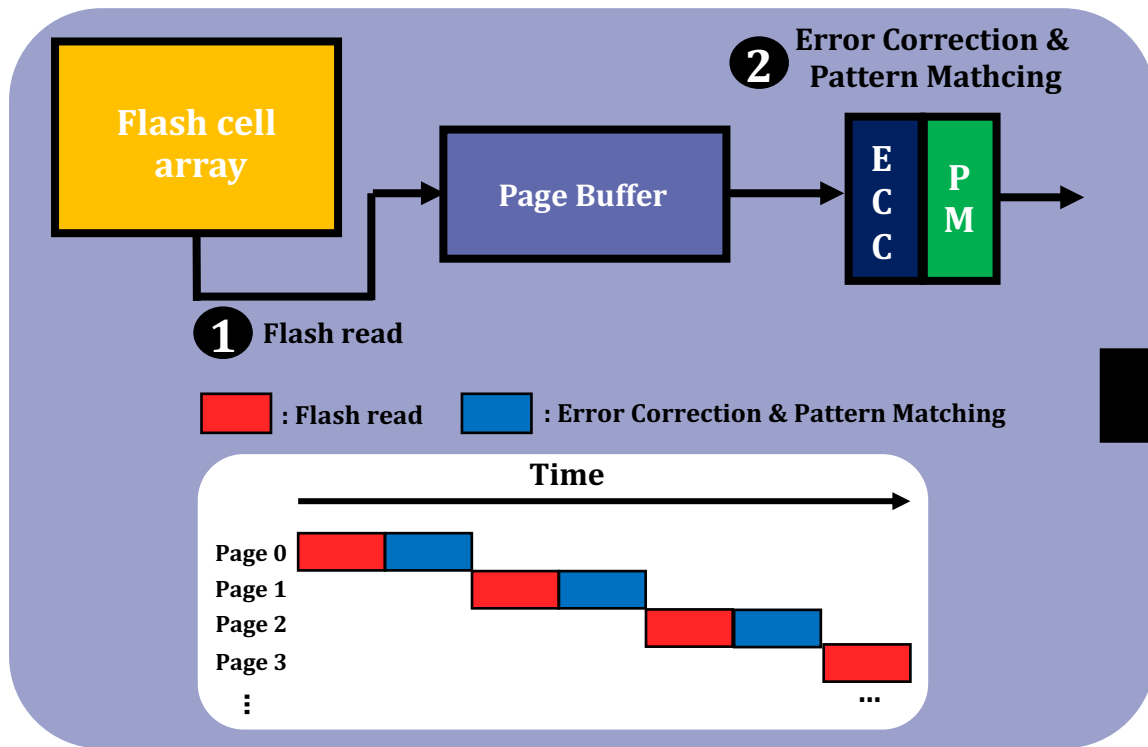 2
Error Correction &
Pattern Mathcing
Flash cell
array
Page Buffer
E
C
C
P
M
1
Flash read
: Flash read
: Error Correction & Pattern Matching
Time
Page 0
Page 1
Page 2
Page 3
...
...